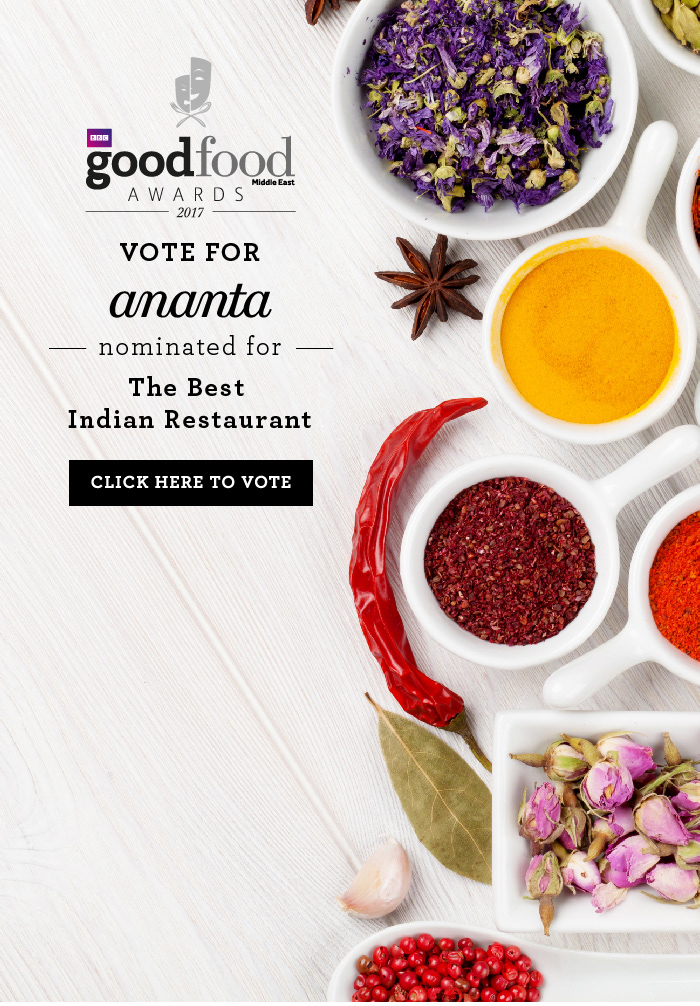 BBC
goodfood
Middle East
AWARDS
2017
VOTE FOR
ananta
nominated for
The Best
Indian Restaurant
CLICK HERE TO VOTE